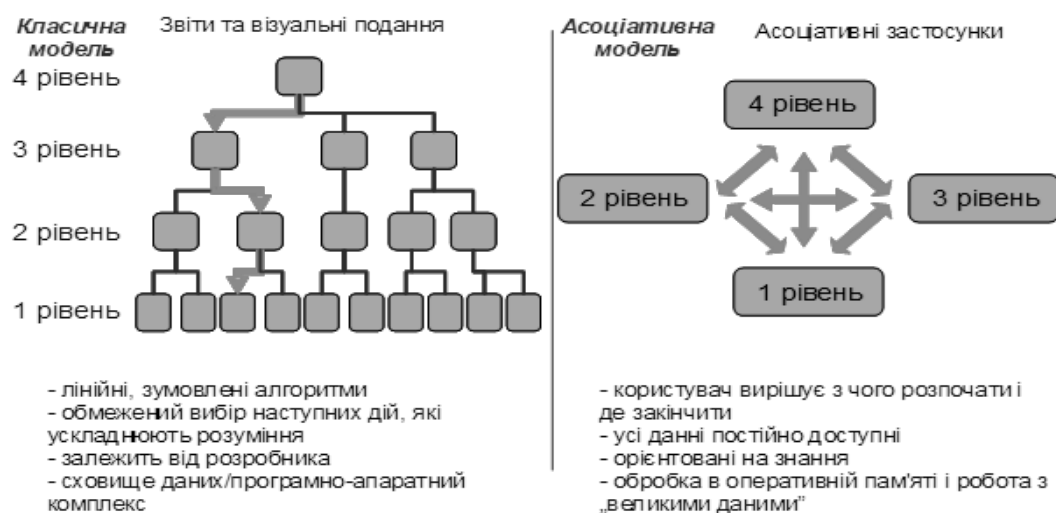 Класична
модель
Звіти та візуальні подання
4 рівень
3 рівень
2 рівень
1 рівень
- лінійні, зумовлені алгоритми
- обмежений вибір наступних дій, які
ускладнюють розуміння
- залежить від розробника
- сховище даних/програмно-апаратний
комплекс
Асоціативна
модель
Асоціативні застосунки
4 рівень
2 рівень
3 рівень
1 рівень
- користувач вирішує з чого розпочати і
де закінчити
- усі данні постійно доступні
- орієнтовані на знання
- обробка в оперативній пам'яті і робота з
„великими даними”